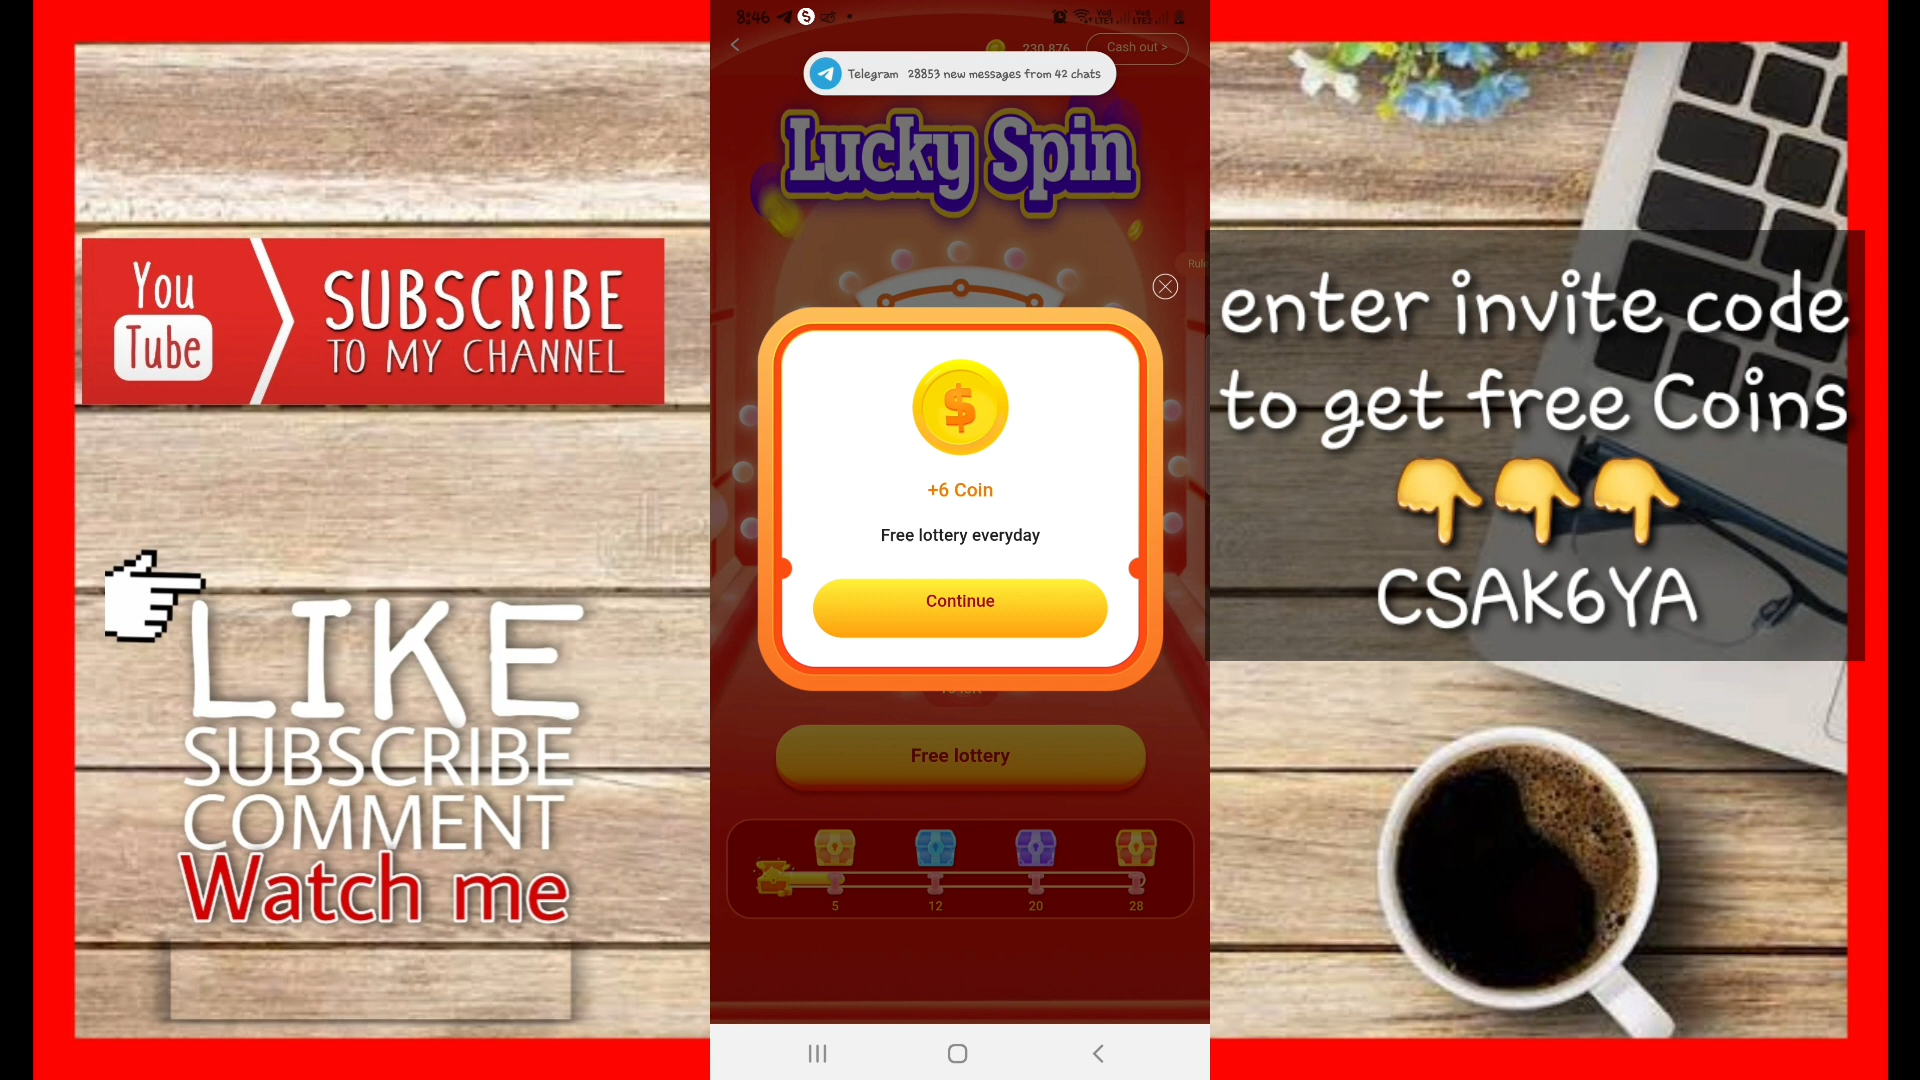 You
Tube
SUBSCRIBE
TO MY CHANNEL
LIKE
SUBSCRIBE
COMMENT
Watch me
8:46
230,876
Cash out >
Telegram 28853 new messages from 42 chats
Lucky Spin
+6 Coin
Free lottery everyday
Continue
Free lottery
5 12 20 28
enter invite code
to get free Coins
👇👇👇
CSAK6YA